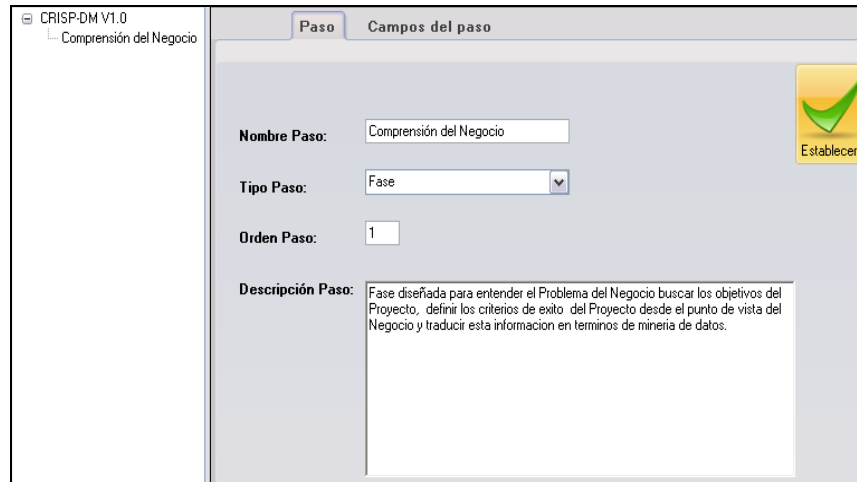 CRISP-DM V1.0
Comprensión del Negocio
Paso Campos del paso
Nombre Paso: Comprensión del Negocio
Establecer
Tipo Paso: Fase
Orden Paso: 1
Descripción Paso: Fase diseñada para entender el Problema del Negocio buscar los objetivos del
Proyecto, definir los criterios de exito del Proyecto desde el punto de vista del
Negocio y traducir esta informacion en terminos de mineria de datos.